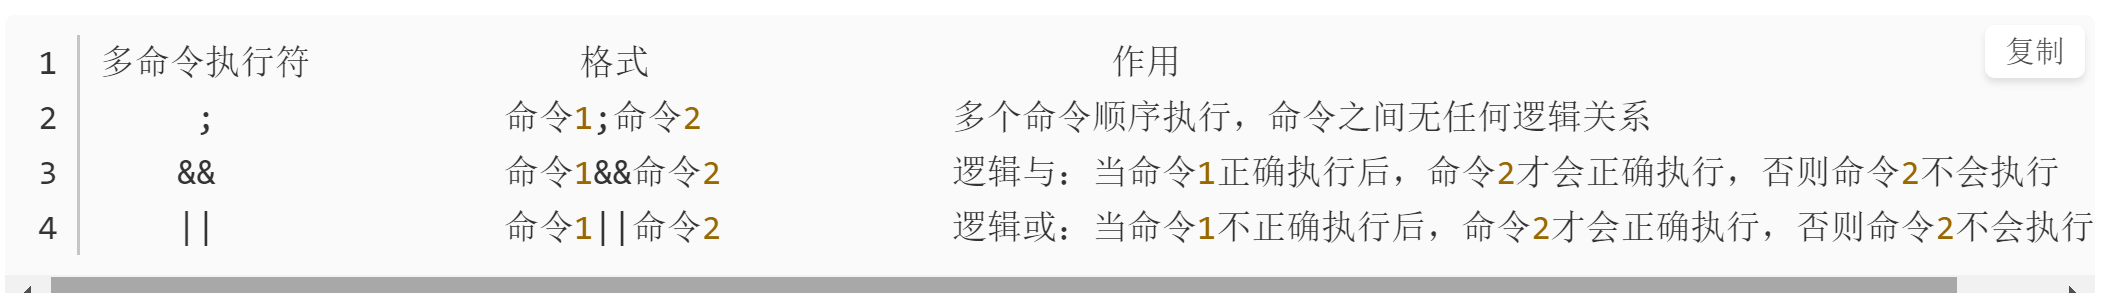 复制
1 多命令执行符 格式 作用
2 ; 命令1;命令2 多个命令顺序执行，命令之间无任何逻辑关系
3 && 命令1&&命令2 逻辑与：当命令1正确执行后，命令2才会正确执行，否则命令2不会执行
4 || 命令1||命令2 逻辑或：当命令1不正确执行后，命令2才会正确执行，否则命令2不会执行